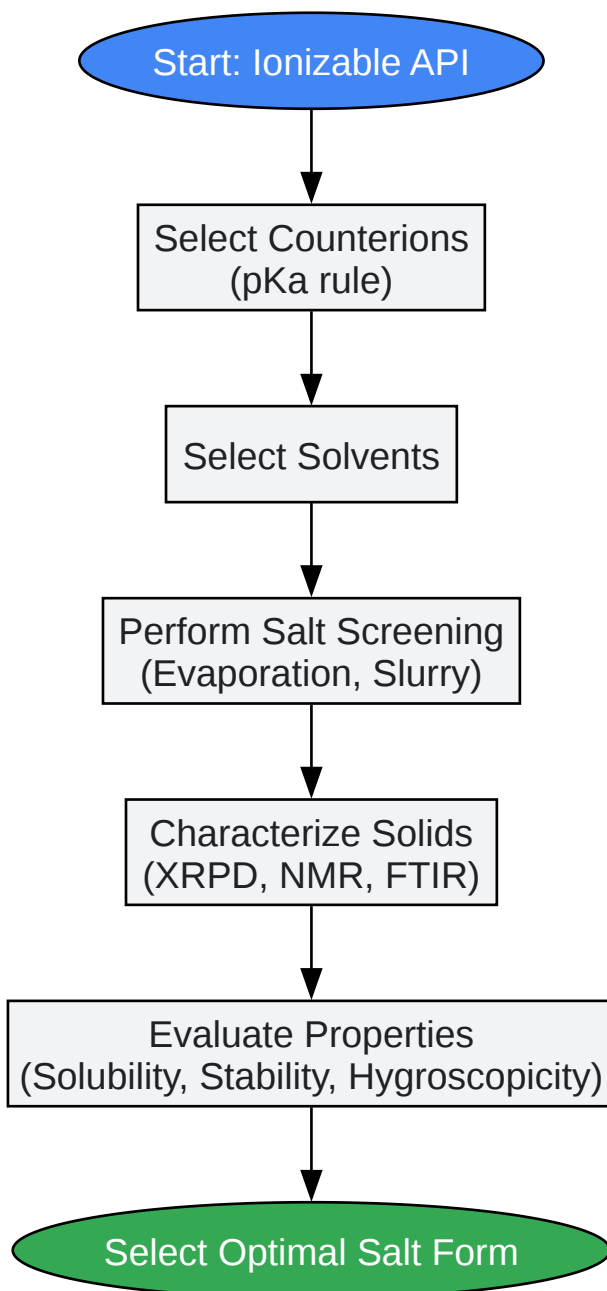 Start: Ionizable API
Select Counterions
(pKa rule)
Select Solvents
Perform Salt Screening
(Evaporation, Slurry)
Characterize Solids
(XRPD, NMR, FTIR)
Evaluate Properties
(Solubility, Stability, Hygroscopicity)
Select Optimal Salt Form